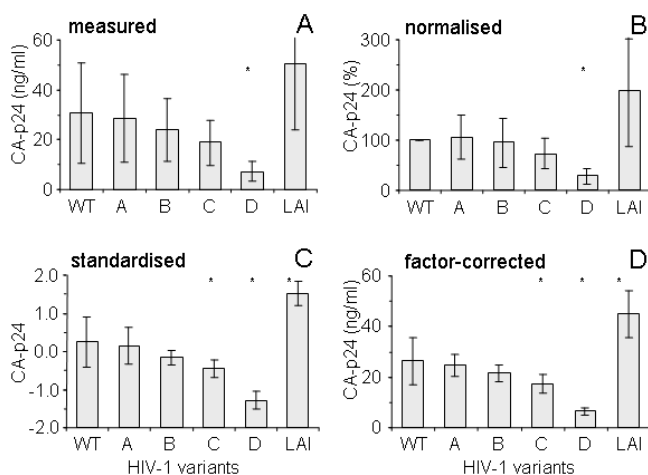 measured A
CA-p24 (ng/ml)
60
40
20
0
*
WT A B C D LAI
normalised B
CA-p24 (%)
300
200
100
0
*
WT A B C D LAI
standardised C
CA-p24
2.0
1.0
0.0
-1.0
-2.0
* * *
WT A B C D LAI
HIV-1 variants
factor-corrected D
CA-p24 (ng/ml)
60
40
20
0
* * *
WT A B C D LAI
HIV-1 variants